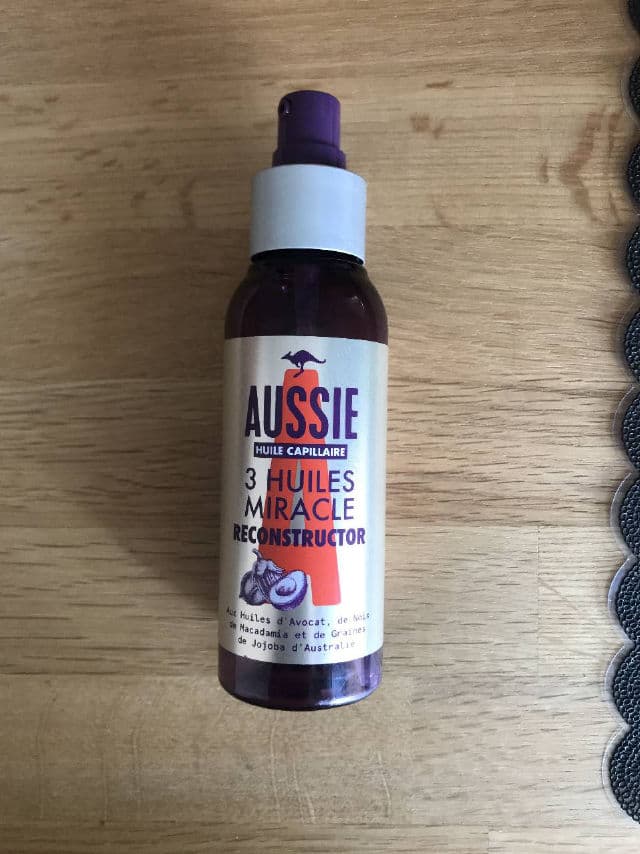 AUSSIE
HUILE CAPILLAIRE
3 HUILES
MIRACLE
RECONSTRUCTOR
Aux Huiles d'Avocat, de Noix
de Macadamia et de Graines
de Jojoba d'Australie